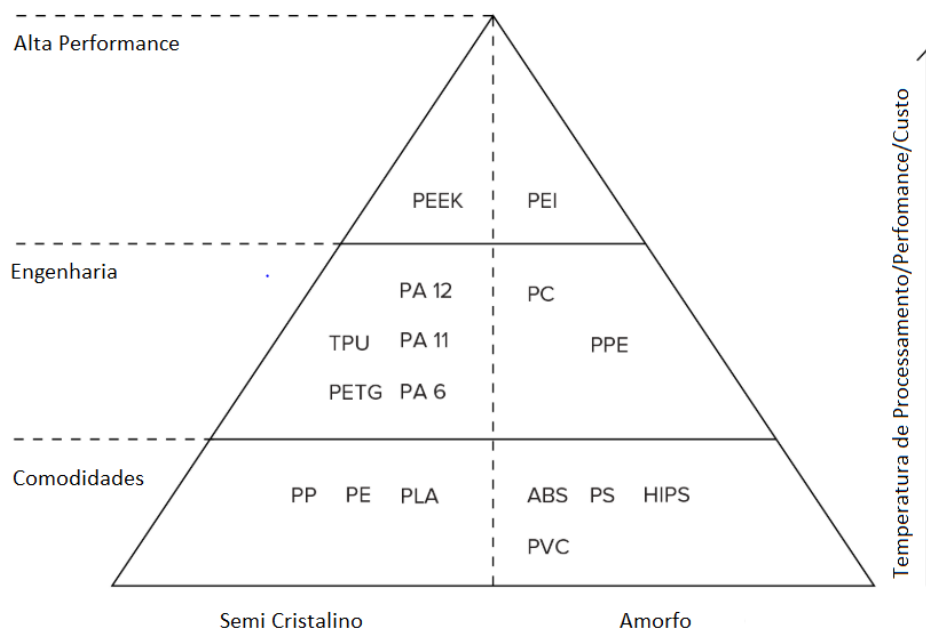 Alta Performance
PEEK PEI
Engenharia
PA 12 PC
TPU PA 11 PPE
PETG PA 6
Comodidades
PP PE PLA ABS PS HIPS
PVC
Semi Cristalino Amorfo
Temperatura de Processamento/Perfomance/Custo